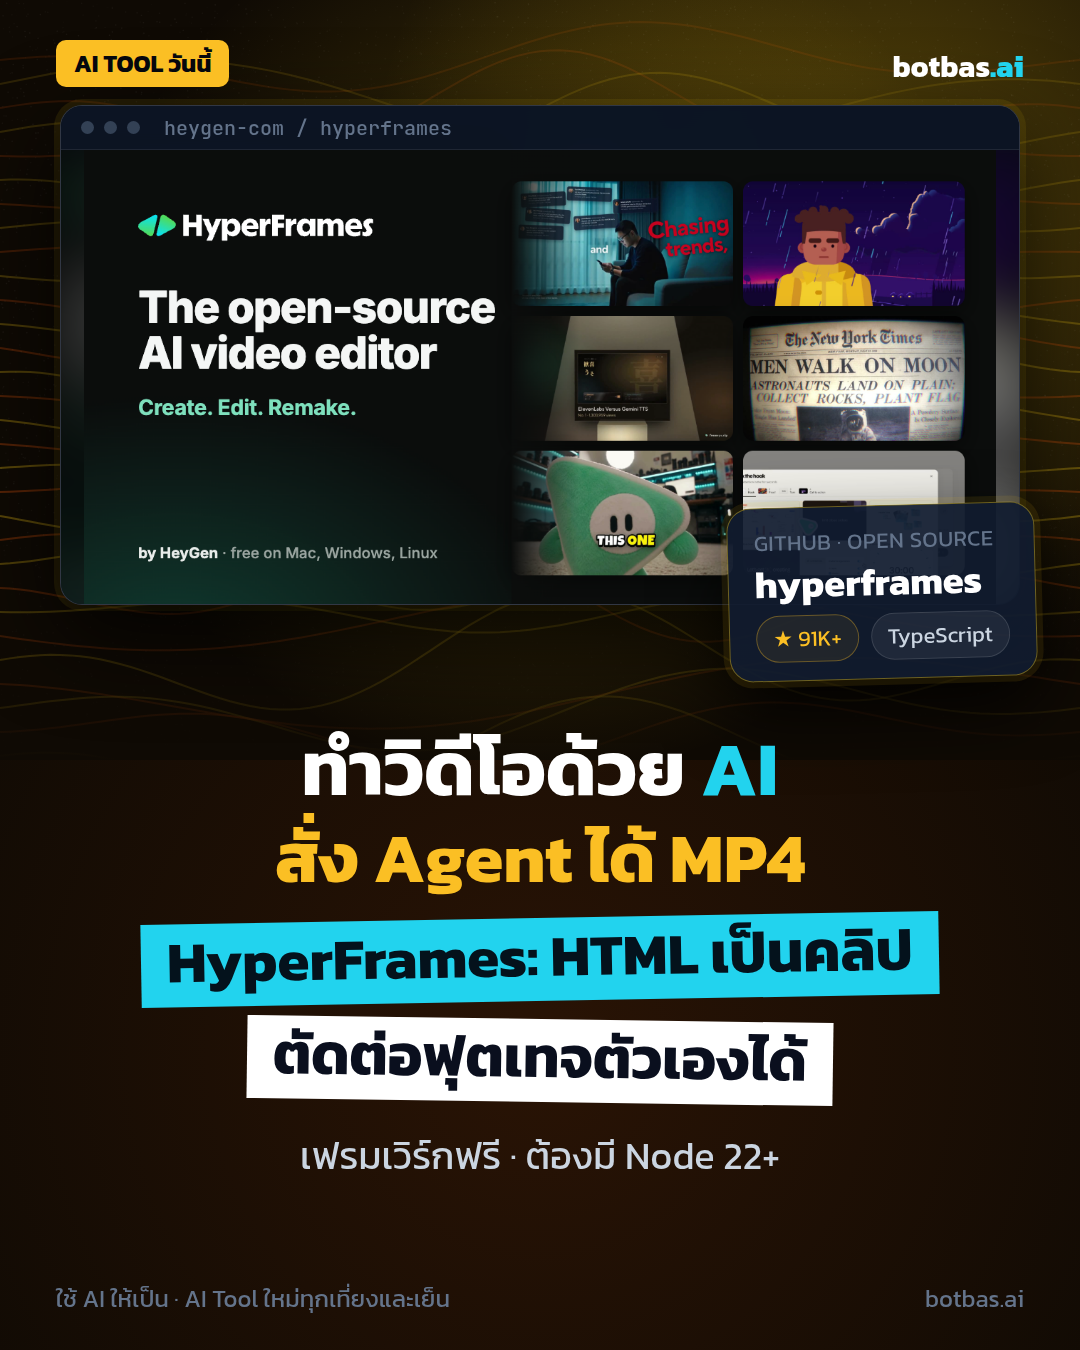 AI TOOL วันนี้
botbas.ai
heygen-com / hyperframes
HyperFrames
The open-source
AI video editor
Create. Edit. Remake.
by HeyGen · free on Mac, Windows, Linux
and
Chasing
trends,
ElevenLabs Versus Gemini TTS
The New York Times
MEN WALK ON MOON
ASTRONAUTS LAND ON PLAIN:
COLLECT ROCKS, PLANT FLAG
THIS ONE
GITHUB · OPEN SOURCE
hyperframes
★ 91K+
TypeScript
ทำวิดีโอด้วย AI
สั่ง Agent ได้ MP4
HyperFrames: HTML เป็นคลิป
ตัดต่อฟุตเทจตัวเองได้
เฟรมเวิร์กฟรี · ต้องมี Node 22+
ใช้ AI ให้เป็น · AI Tool ใหม่ทุกเที่ยงและเย็น
botbas.ai